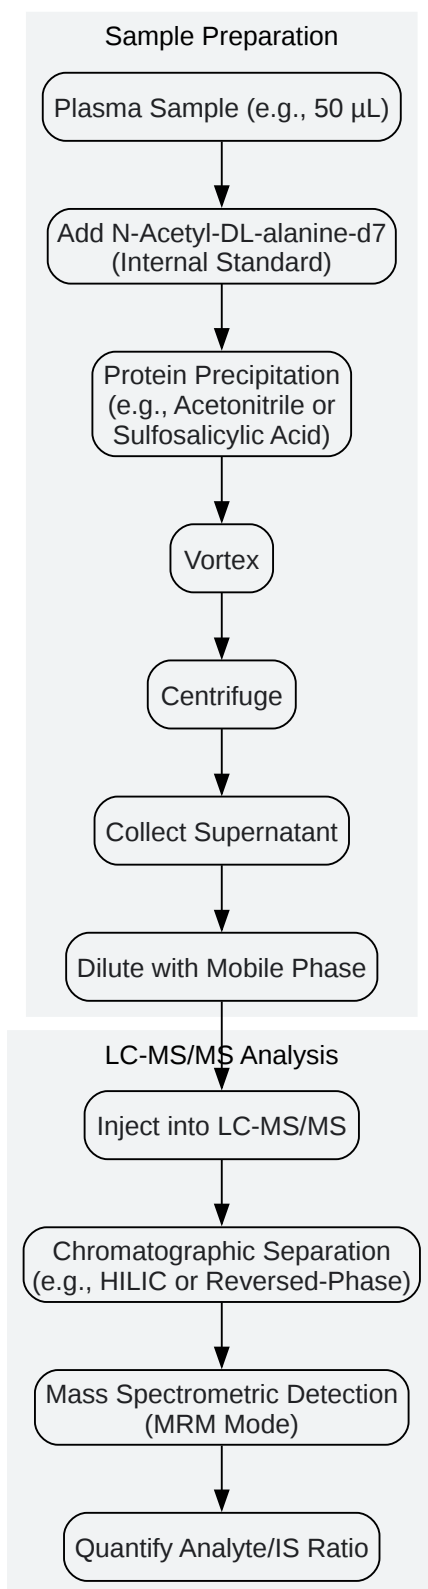 Sample Preparation
Plasma Sample (e.g., 50 µL)
Add N-Acetyl-DL-alanine-d7
(Internal Standard)
Protein Precipitation
(e.g., Acetonitrile or
Sulfosalicylic Acid)
Vortex
Centrifuge
Collect Supernatant
Dilute with Mobile Phase
LC-MS/MS Analysis
Inject into LC-MS/MS
Chromatographic Separation
(e.g., HILIC or Reversed-Phase)
Mass Spectrometric Detection
(MRM Mode)
Quantify Analyte/IS Ratio